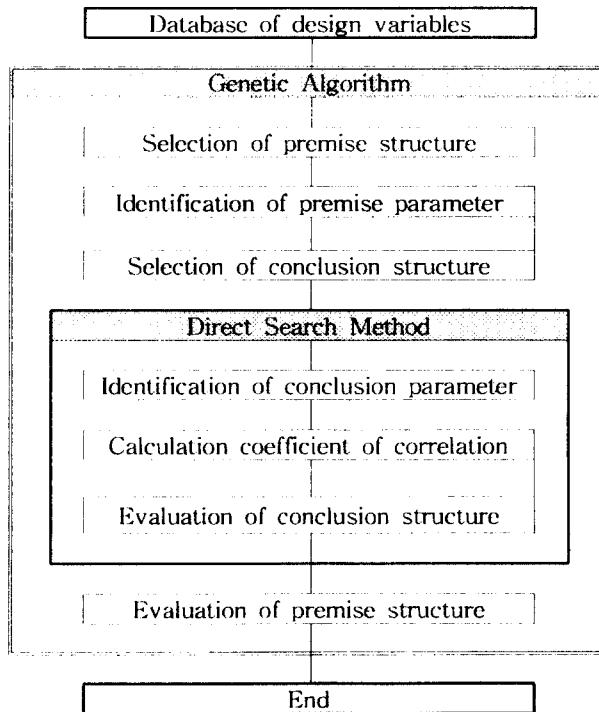 Database of design variables
Genetic Algorithm
Selection of premise structure
Identification of premise parameter
Selection of conclusion structure
Direct Search Method
Identification of conclusion parameter
Calculation coefficient of correlation
Evaluation of conclusion structure
Evaluation of premise structure
End